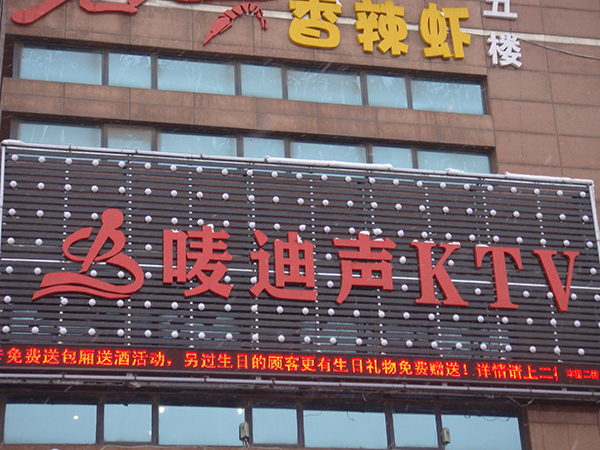 香辣虾
五楼
唛迪声KTV
免费送包厢送酒活动，另过生日的顾客更有生日礼物免费赠送！详情请上二